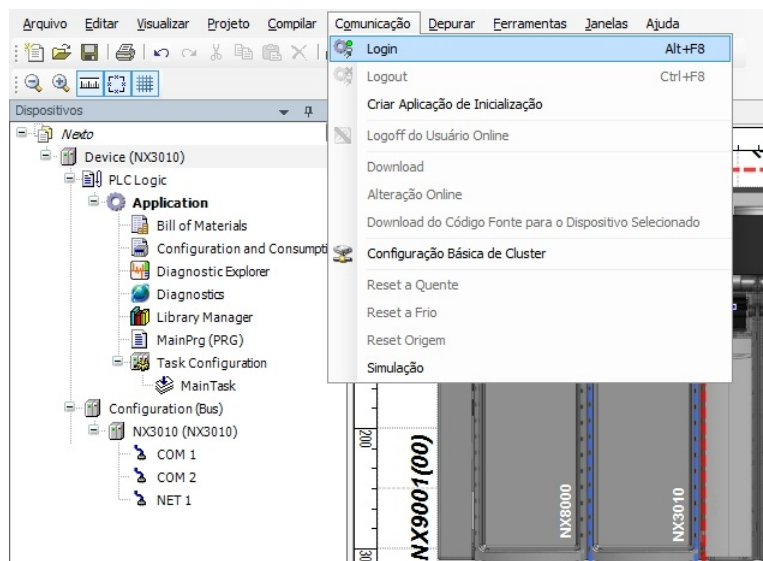 Arquivo Editar Visualizar Projeto Compilar Comunicação Depurar Ferramentas Janelas Ajuda
Login Alt+F8
Logout Ctrl+F8
Criar Aplicação de Inicialização
Logoff do Usuário Online
Download
Alteração Online
Download do Código Fonte para o Dispositivo Selecionado
Configuração Básica de Cluster
Reset a Quente
Reset a Frio
Reset Origem
Simulação
Dispositivos
Nexto
Device (NX3010)
PLC Logic
Application
Bill of Materials
Configuration and Consumpti
Diagnostic Explorer
Diagnostics
Library Manager
MainPrg (PRG)
Task Configuration
MainTask
Configuration (Bus)
NX3010 (NX3010)
COM 1
COM 2
NET 1
200
NX9001(00)
NX8000
NX3010